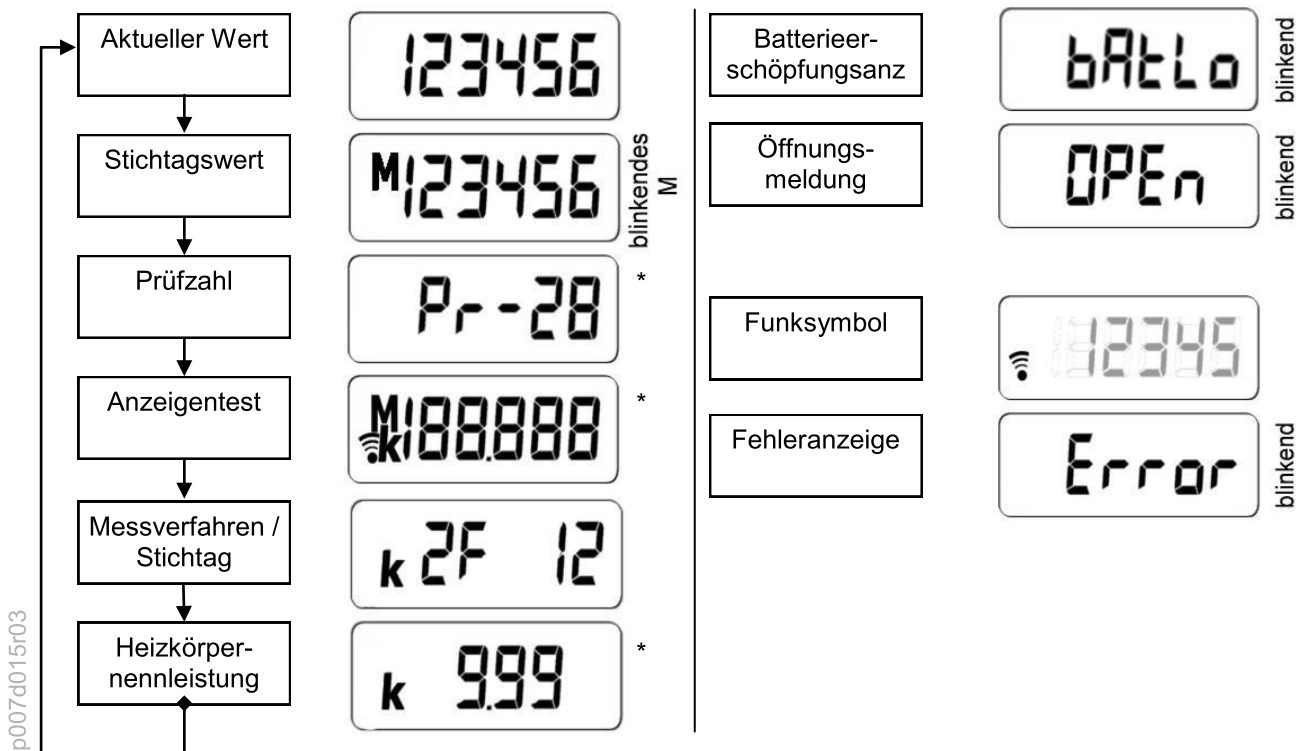 Aktueller Wert
123456
Stichtagswert
M123456
blinkendes
M
Prüfzahl
Pr-28
*
Anzeigentest
Mk188.888
*
Messverfahren /
Stichtag
k 2F 12
Heizkörper-
nennleistung
k 9.99
*
p007d015r03
Batterieer-
schöpfungsanz
bAtLo
blinkend
Öffnungs-
meldung
OPEn
blinkend
Funksymbol
12345
Fehleranzeige
Error
blinkend